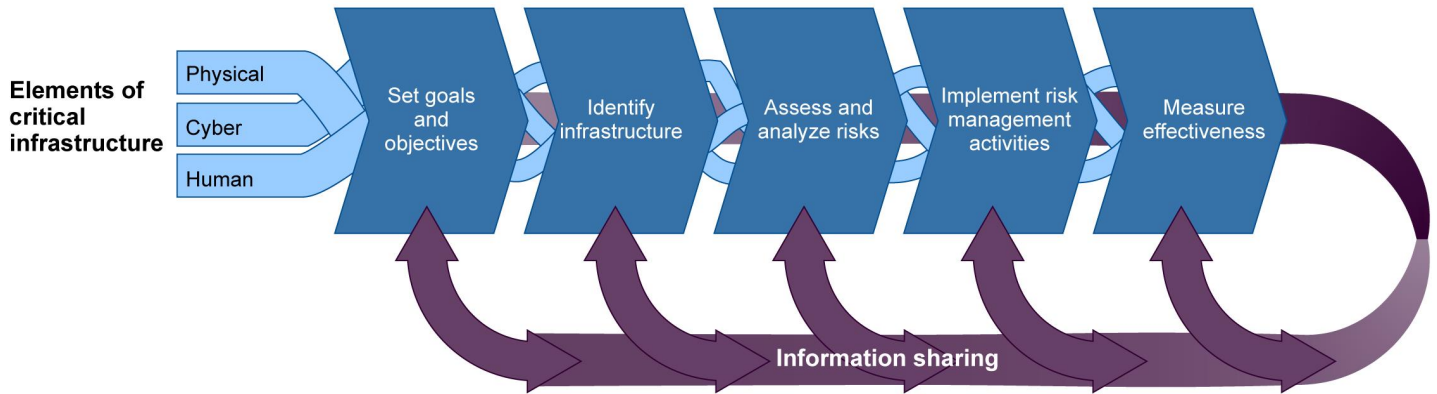 Elements of
critical
infrastructure
Physical
Cyber
Human
Set goals
and
objectives
Identify
infrastructure
Assess and
analyze risks
Implement risk
management
activities
Measure
effectiveness
Information sharing